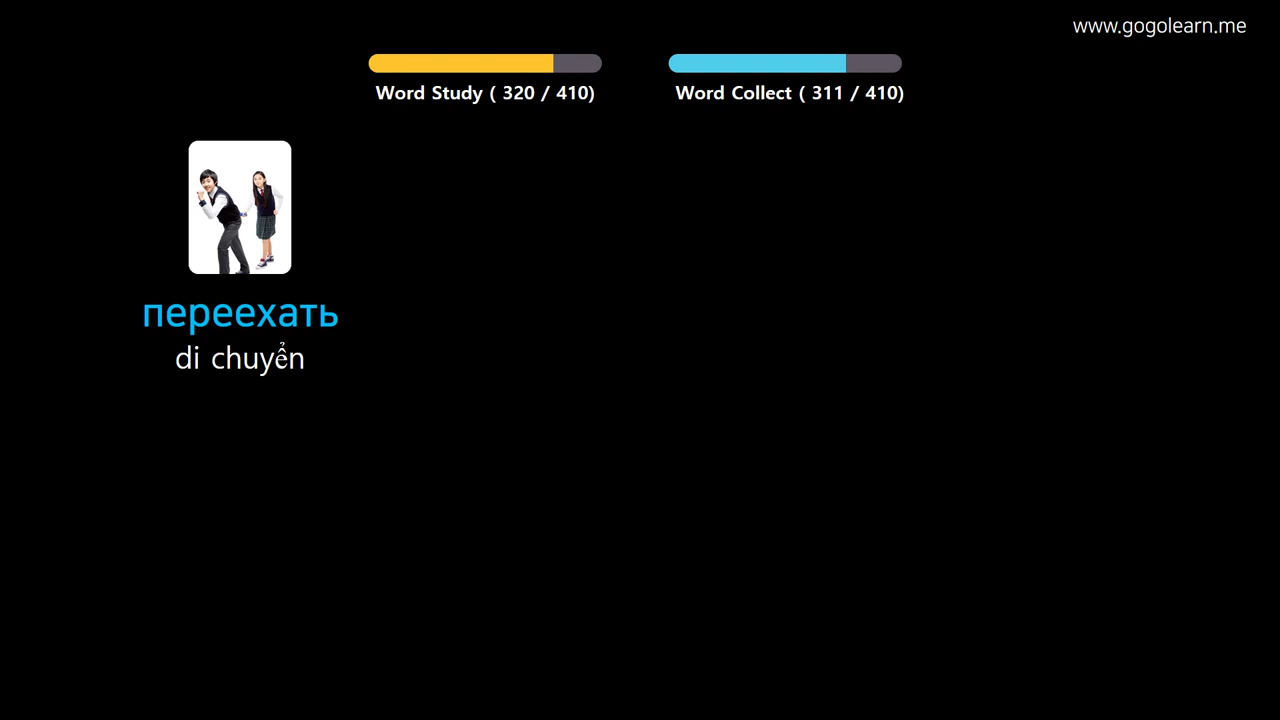 www.gogolearn.me
Word Study ( 320 / 410)
Word Collect ( 311 / 410)
переехать
di chuyển